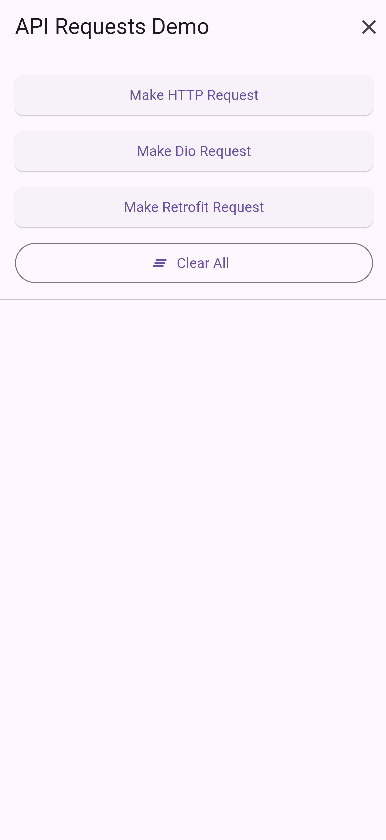 API Requests Demo
Make HTTP Request
Make Dio Request
Make Retrofit Request
Clear All